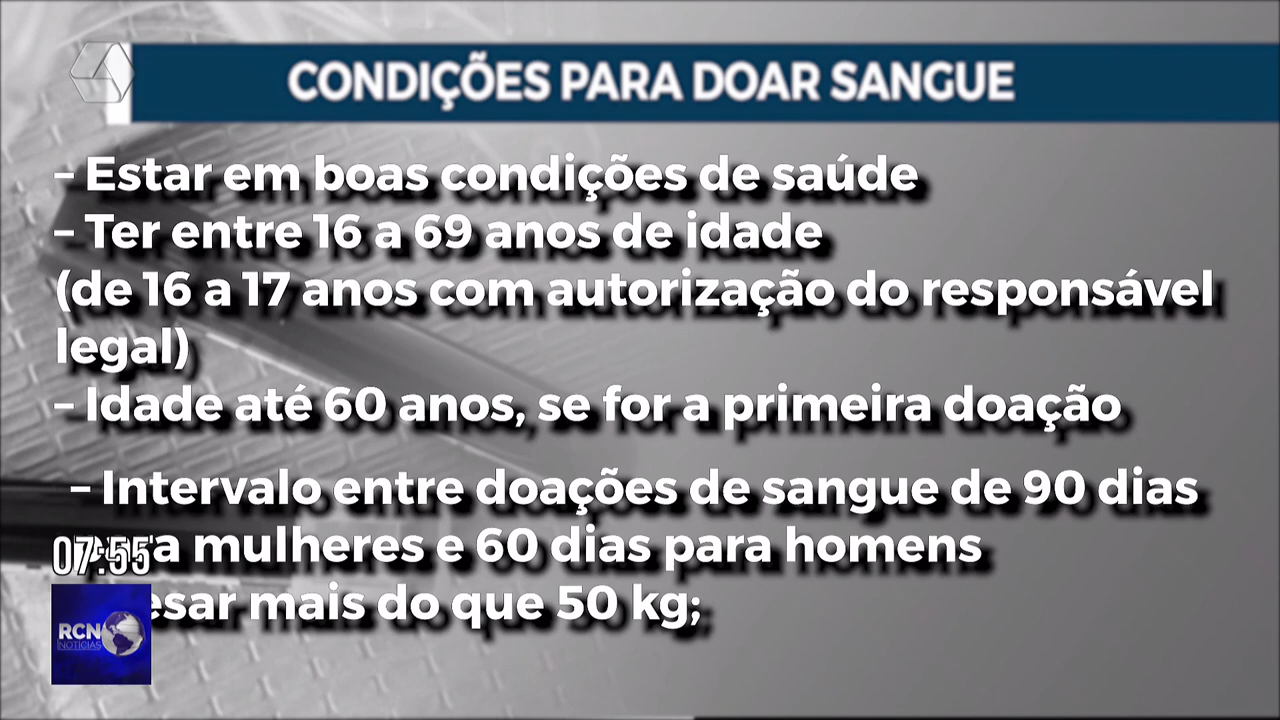 CONDIÇÕES PARA DOAR SANGUE
– Estar em boas condições de saúde
– Ter entre 16 a 69 anos de idade
(de 16 a 17 anos com autorização do responsável
legal)
– Idade até 60 anos, se for a primeira doação
– Intervalo entre doações de sangue de 90 dias
mulheres e 60 dias para homens
mais do que 50 kg;
07:55
RCN
NOTÍCIAS